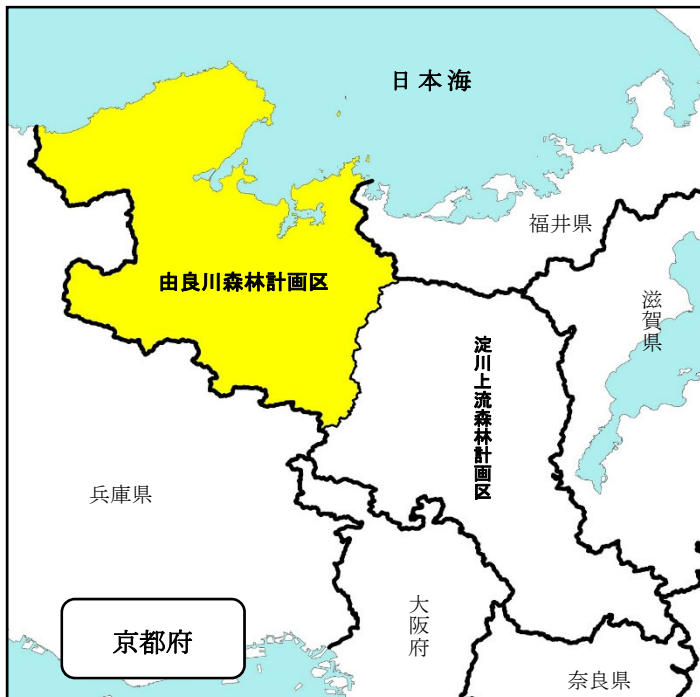 日本海
福井県
由良川森林計画区
滋賀県
淀川上流森林計画区
兵庫県
大阪府
京都府
奈良県